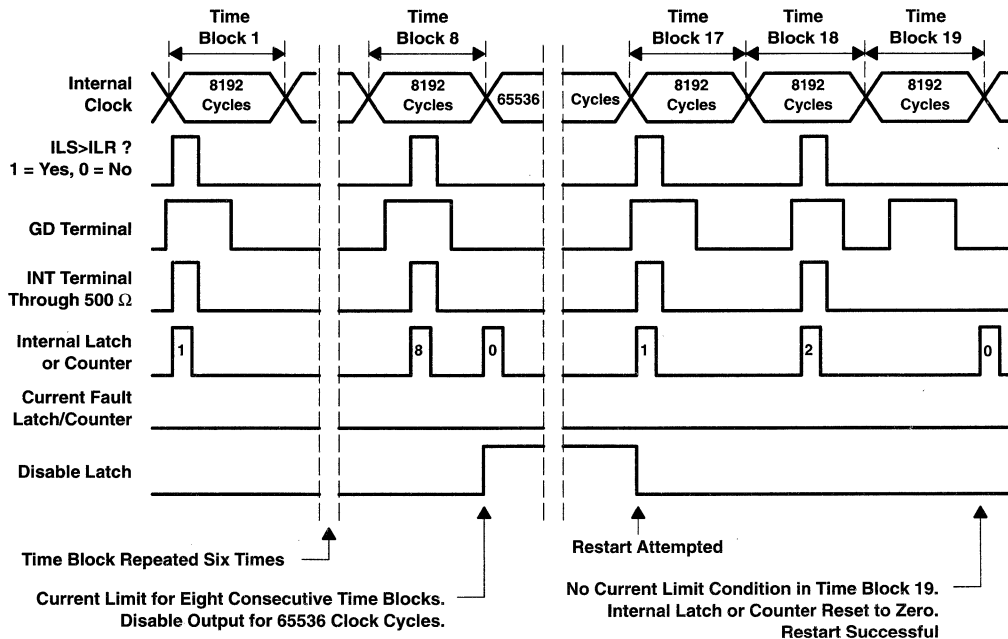 Time
Block 1
Time
Block 8
Time
Block 17
Time
Block 18
Time
Block 19
Internal
Clock
8192
Cycles
8192
Cycles
65536
Cycles
8192
Cycles
8192
Cycles
8192
Cycles
ILS>ILR ?
1 = Yes, 0 = No
GD Terminal
INT Terminal
Through 500 Ω
Internal Latch
or Counter
1
8
0
1
2
0
Current Fault
Latch/Counter
Disable Latch
Time Block Repeated Six Times
Restart Attempted
Current Limit for Eight Consecutive Time Blocks.
Disable Output for 65536 Clock Cycles.
No Current Limit Condition in Time Block 19.
Internal Latch or Counter Reset to Zero.
Restart Successful